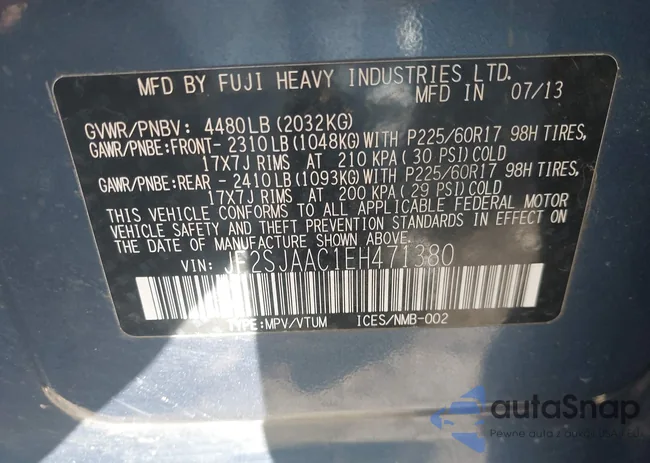 MFD BY FUJI HEAVY INDUSTRIES LTD.
MFD IN 07/13
GVWR/PNBV: 4480LB(2032KG)
GAWR/PNBE:FRONT- 2310LB(1048KG)WITH P225/60R17 98H TIRES,
17X7J RIMS AT 210 KPA(30 PSI)COLD
GAWR/PNBE:REAR - 2410LB(1093KG)WITH P225/60R17 98H TIRES,
17X7J RIMS AT 200 KPA(29 PSI)COLD
THIS VEHICLE CONFORMS TO ALL APPLICABLE FEDERAL MOTOR
VEHICLE SAFETY AND THEFT PREVENTION STANDARDS IN EFFECT ON
THE DATE OF MANUFACTURE SHOWN ABOVE.
VIN: JF2SJAAC1EH471380
TYPE:MPV/VTUM ICES/NMB-002
autoSnap
Pewne auta z